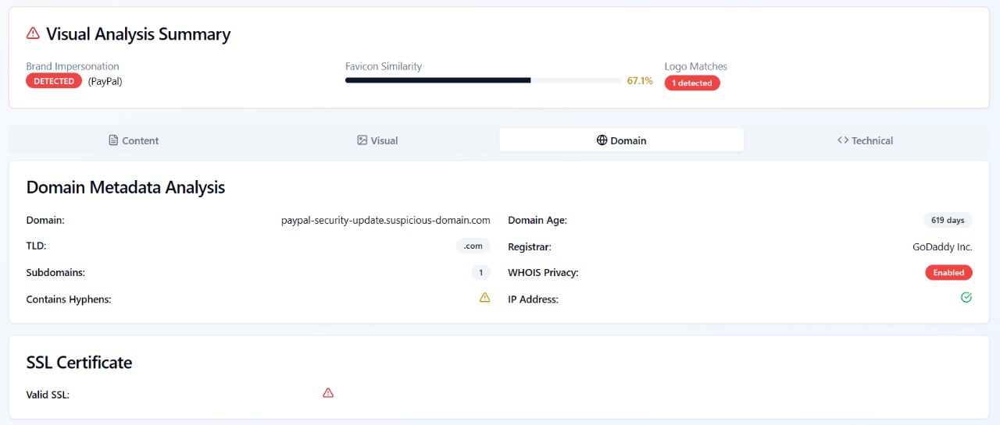 Visual Analysis Summary
Brand Impersonation
DETECTED (PayPal)
Favicon Similarity
67.1%
Logo Matches
1 detected
Content
Visual
Domain
Technical
Domain Metadata Analysis
Domain: paypal-security-update.suspicious-domain.com
TLD: .com
Subdomains: 1
Contains Hyphens:
Domain Age: 619 days
Registrar: GoDaddy Inc.
WHOIS Privacy: Enabled
IP Address:
SSL Certificate
Valid SSL: